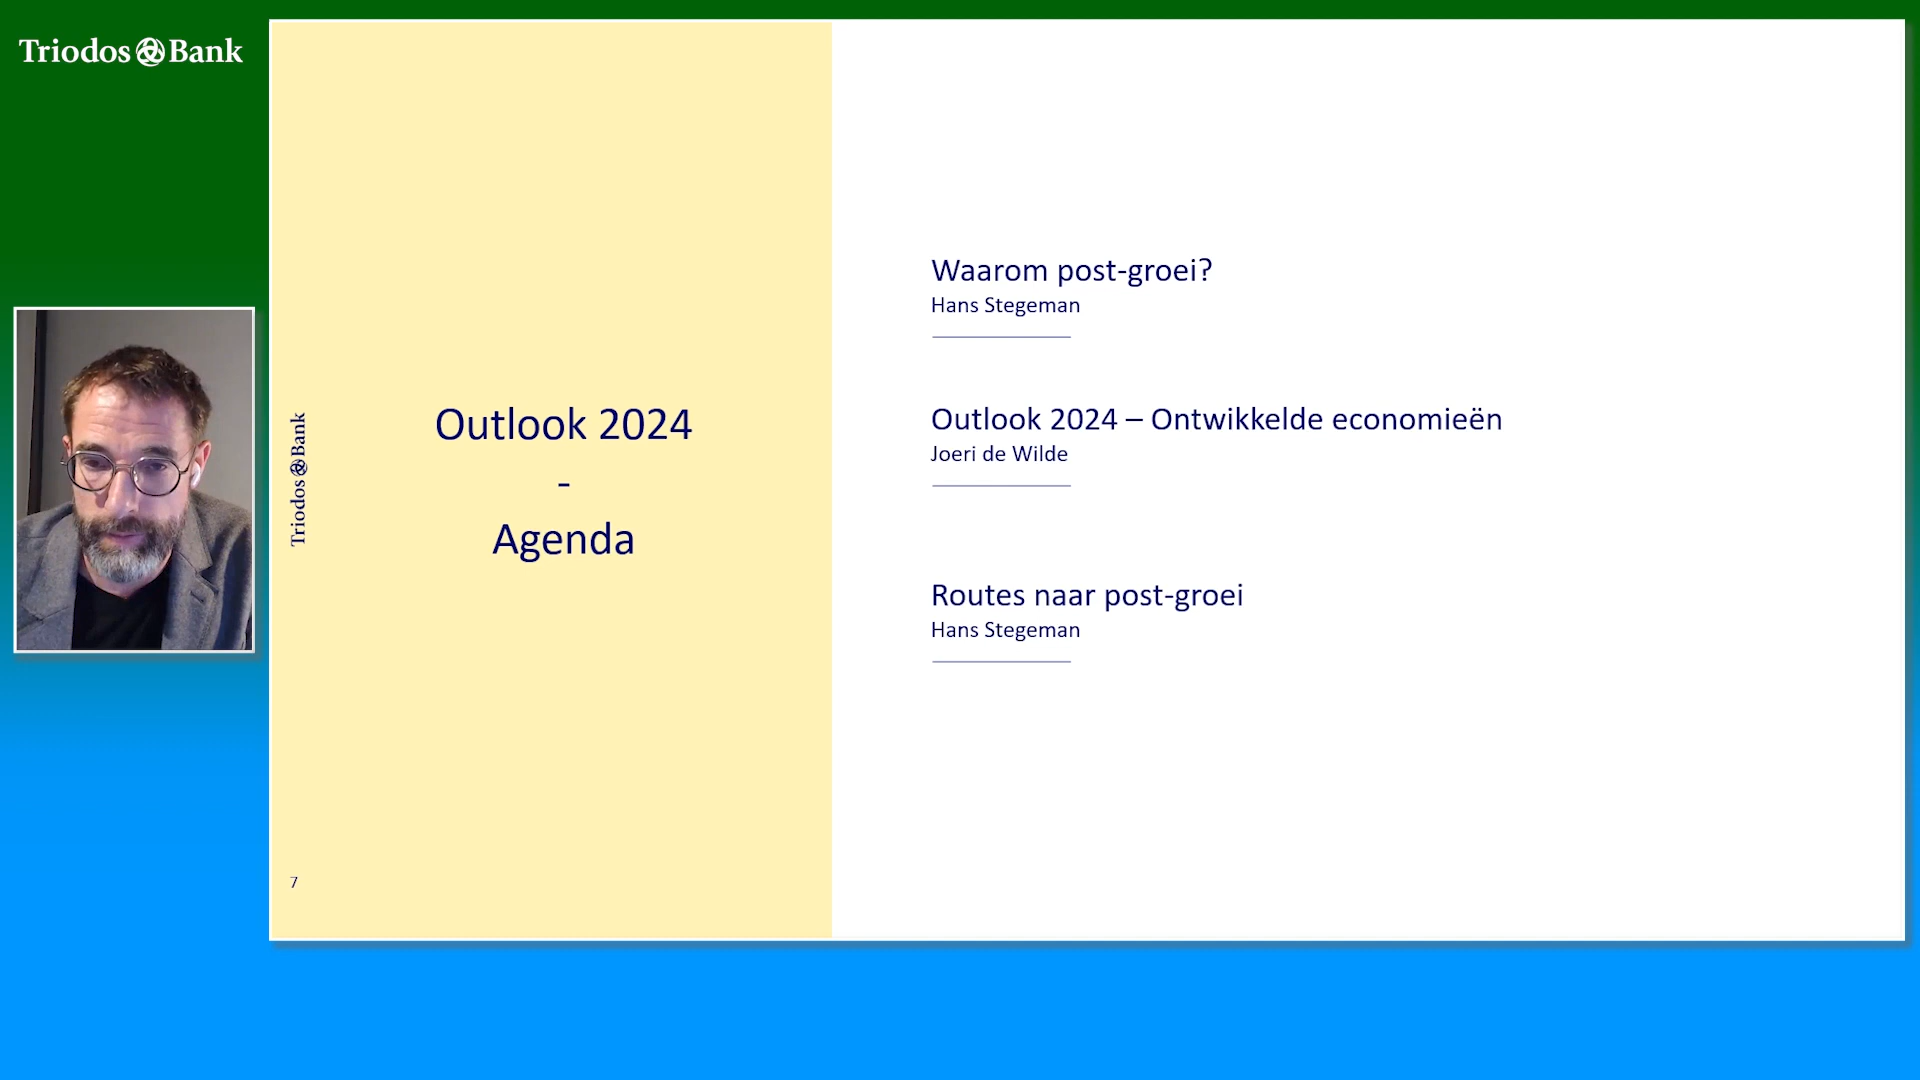 Triodos Bank
Triodos Bank
Outlook 2024
-
Agenda
7
Waarom post-groei?
Hans Stegeman
Outlook 2024 – Ontwikkelde economieën
Joeri de Wilde
Routes naar post-groei
Hans Stegeman